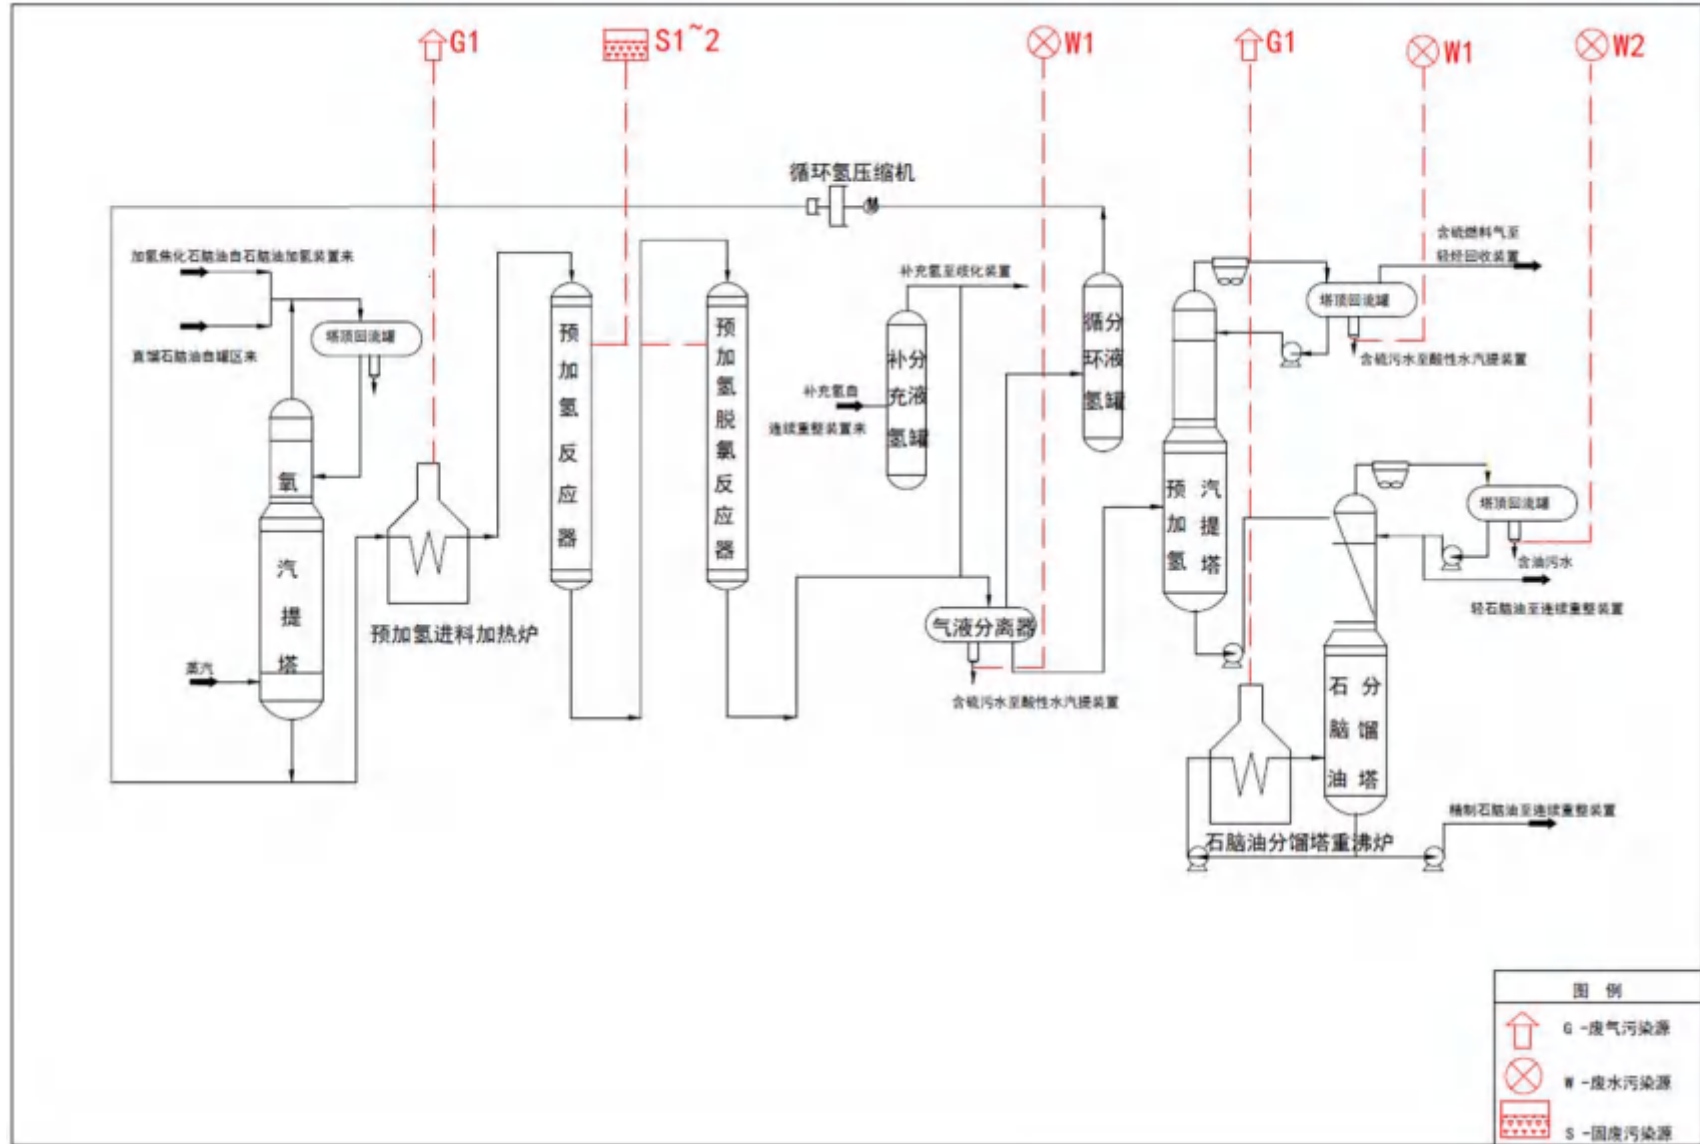 G1
S1~2
W1
G1
W1
W2
循环氢压缩机
加氢焦化石脑油自石脑油加氢装置来
直馏石脑油自罐区来
塔顶回流罐
氧汽提塔
蒸汽
预加氢进料加热炉
预加氢反应器
预加氢脱氯反应器
补充氢至歧化装置
补充氢分液罐
补充氢自
连续重整装置来
循环氢分液罐
气液分离器
含硫污水至酸性水汽提装置
预加氢汽提塔
塔顶回流罐
含硫燃料气至
轻烃回收装置
含硫污水至酸性水汽提装置
塔顶回流罐
含油污水
轻石脑油至连续重整装置
石脑油分馏塔
石脑油分馏塔重沸炉
精制石脑油至连续重整装置
图 例
G -废气污染源
W -废水污染源
S -固废污染源